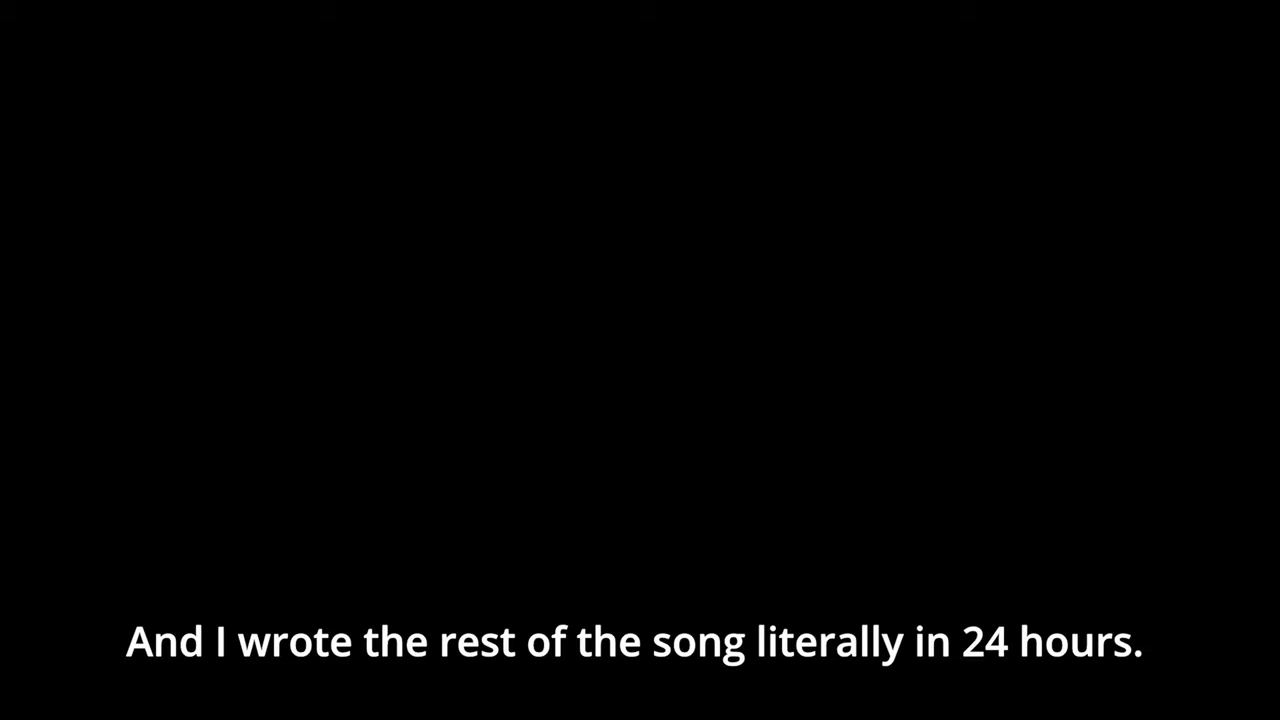 And I wrote the rest of the song literally in 24 hours.